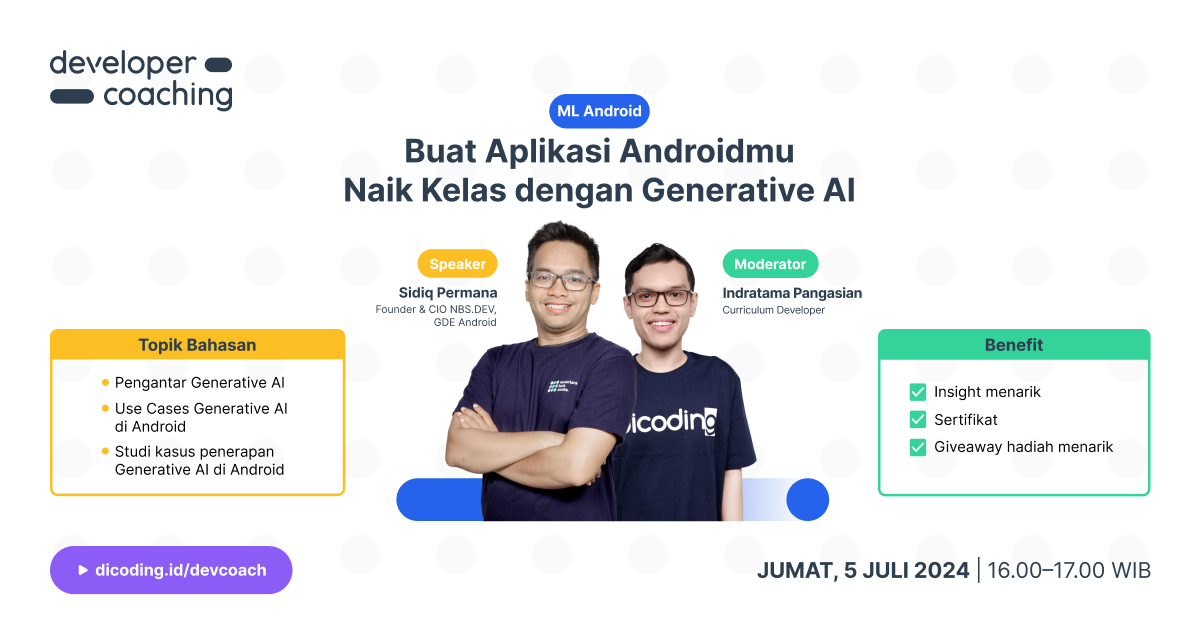 developer
coaching
ML Android
Buat Aplikasi Androidmu
Naik Kelas dengan Generative AI
Speaker
Sidiq Permana
Founder & CIO NBS.DEV,
GDE Android
Moderator
Indratama Pangasian
Curriculum Developer
Topik Bahasan
Pengantar Generative AI
Use Cases Generative AI
di Android
Studi kasus penerapan
Generative AI di Android
Benefit
Insight menarik
Sertifikat
Giveaway hadiah menarik
dicoding
dicoding.id/devcoach
JUMAT, 5 JULI 2024 | 16.00–17.00 WIB